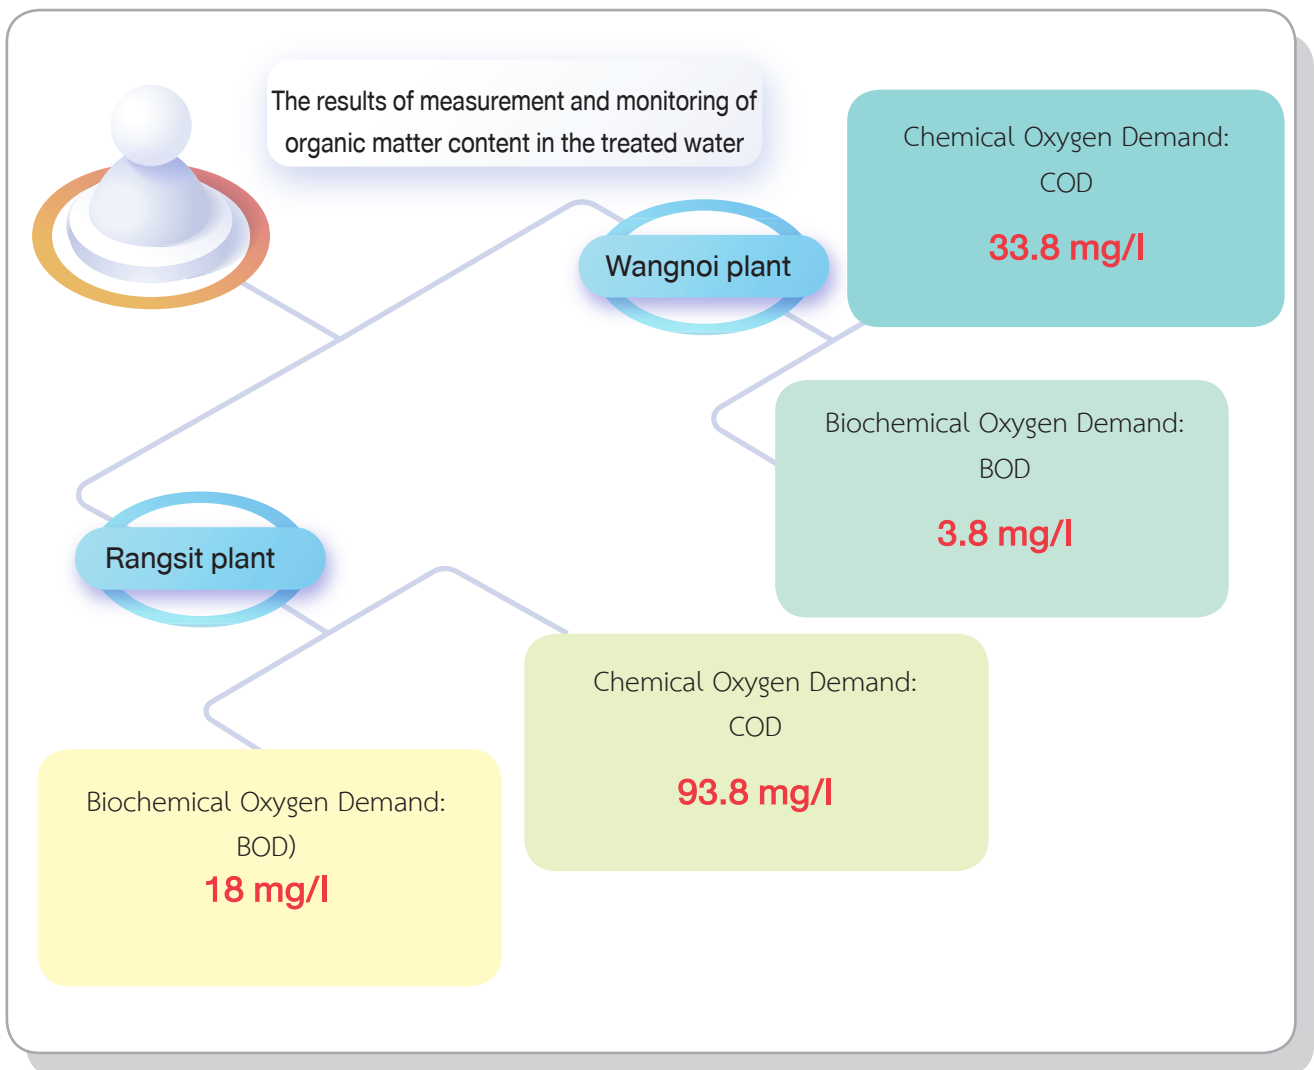 The results of measurement and monitoring of
organic matter content in the treated water
Wangnoi plant
Chemical Oxygen Demand:
COD
33.8 mg/l
Biochemical Oxygen Demand:
BOD
3.8 mg/l
Rangsit plant
Chemical Oxygen Demand:
COD
93.8 mg/l
Biochemical Oxygen Demand:
BOD)
18 mg/l